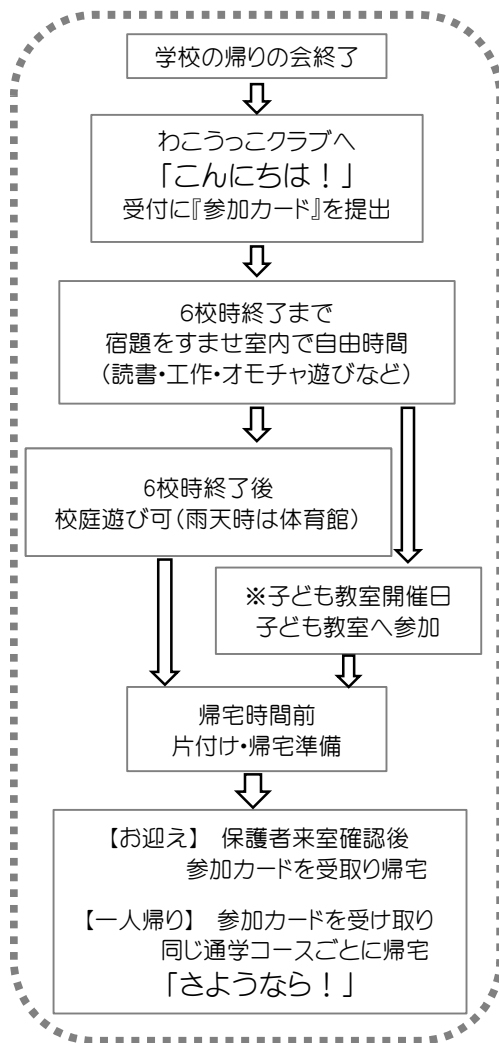 学校の帰りの会終了
わこうっこクラブへ
「こんにちは！」
受付に『参加カード』を提出
6校時終了まで
宿題をすませ室内で自由時間
（読書・工作・オモチャ遊びなど）
6校時終了後
校庭遊び可（雨天時は体育館）
※子ども教室開催日
子ども教室へ参加
帰宅時間前
片付け・帰宅準備
【お迎え】 保護者来室確認後
参加カードを受取り帰宅
【一人帰り】 参加カードを受け取り
同じ通学コースごとに帰宅
「さようなら！」